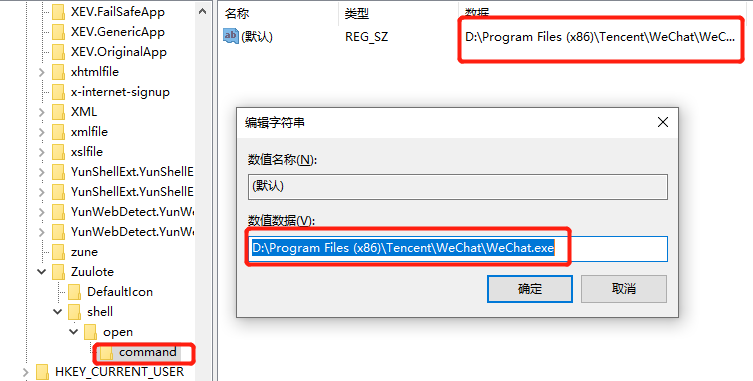 XEV.FailSafeApp
XEV.GenericApp
XEV.OriginalApp
xhtmlfile
x-internet-signup
XML
xmlfile
xslfile
YunShellExt.YunShellE
YunShellExt.YunShellE
YunWebDetect.YunW
YunWebDetect.YunW
zune
Zuulote
DefaultIcon
shell
open
command
HKEY_CURRENT_USER
名称 类型 数据
ab (默认) REG_SZ D:\Program Files (x86)\Tencent\WeChat\WeC...
编辑字符串
数值名称(N):
(默认)
数值数据(V):
D:\Program Files (x86)\Tencent\WeChat\WeChat.exe
确定 取消